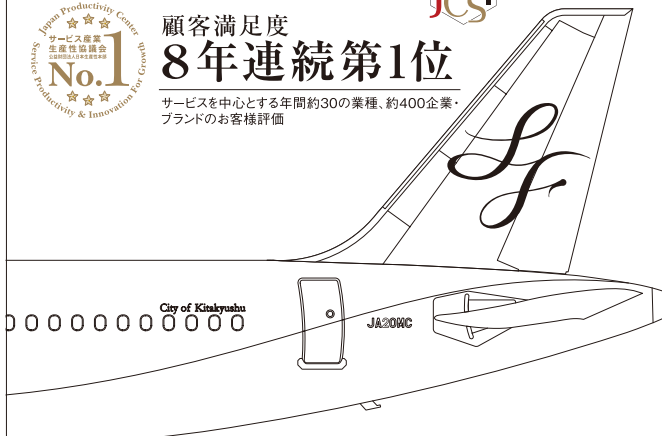 JCSI
Japan Productivity Center
サービス産業
生産性協議会
公益財団法人日本生産性本部
No.1
Service Productivity & Innovation For Growth
顧客満足度
8年連続第1位
サービスを中心とする年間約30の業種、約400企業・
ブランドのお客様評価
City of Kitakyushu
JA20MC